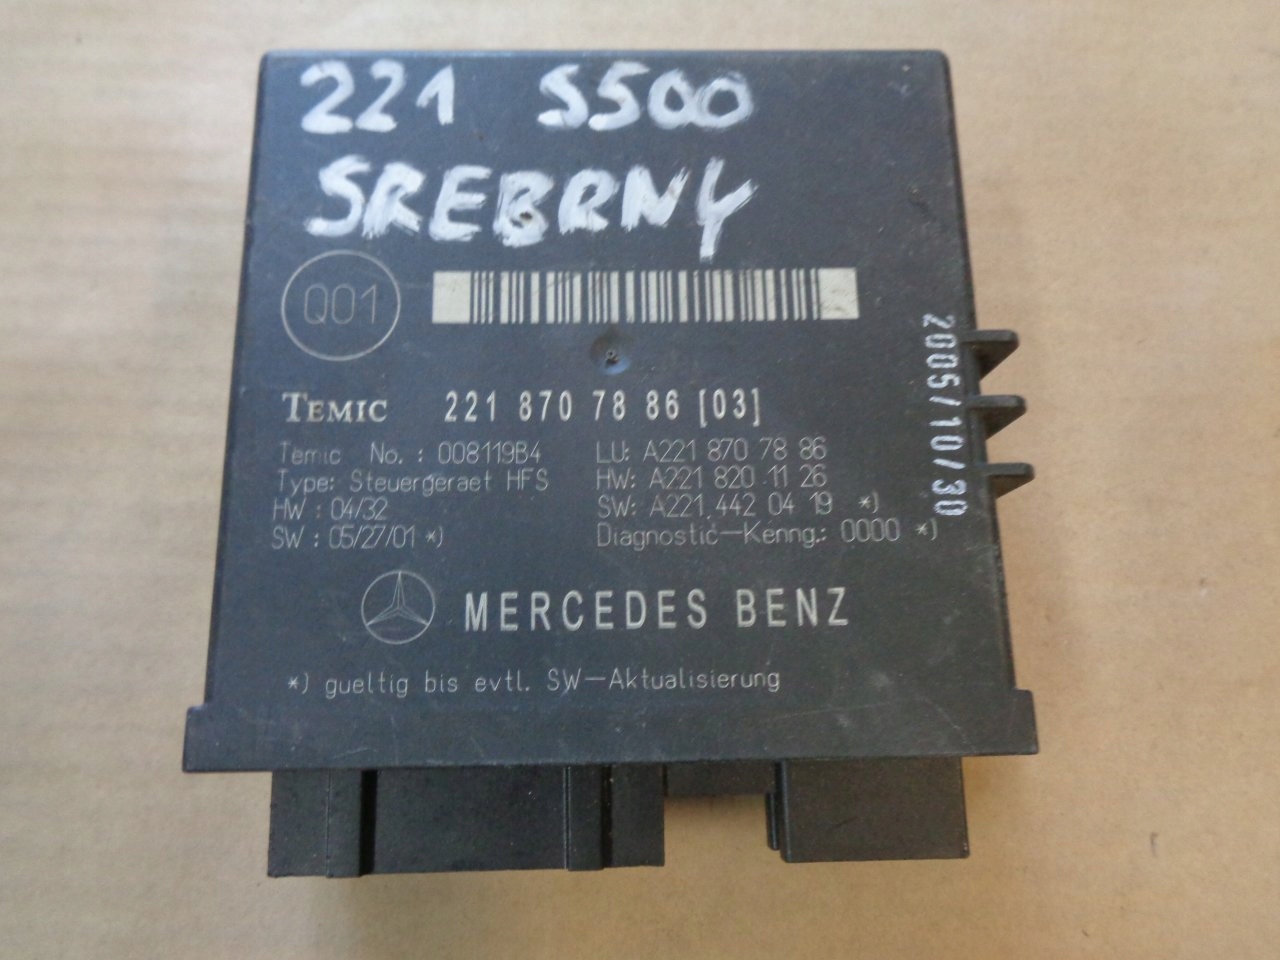 221 S500
SREBRNY
Q01
TEMIC 221 870 78 86 [03]
Temic No.: 008119B4
Type: Steuergeraet HFS
HW : 04/32
SW : 05/27/01 *)
LU: A221 870 78 86
HW: A221 820 11 26
SW: A221 442 04 19 *)
Diagnostic-Kenng.: 0000 *)
MERCEDES BENZ
*) gueltig bis evtl. SW-Aktualisierung
2005/10/30